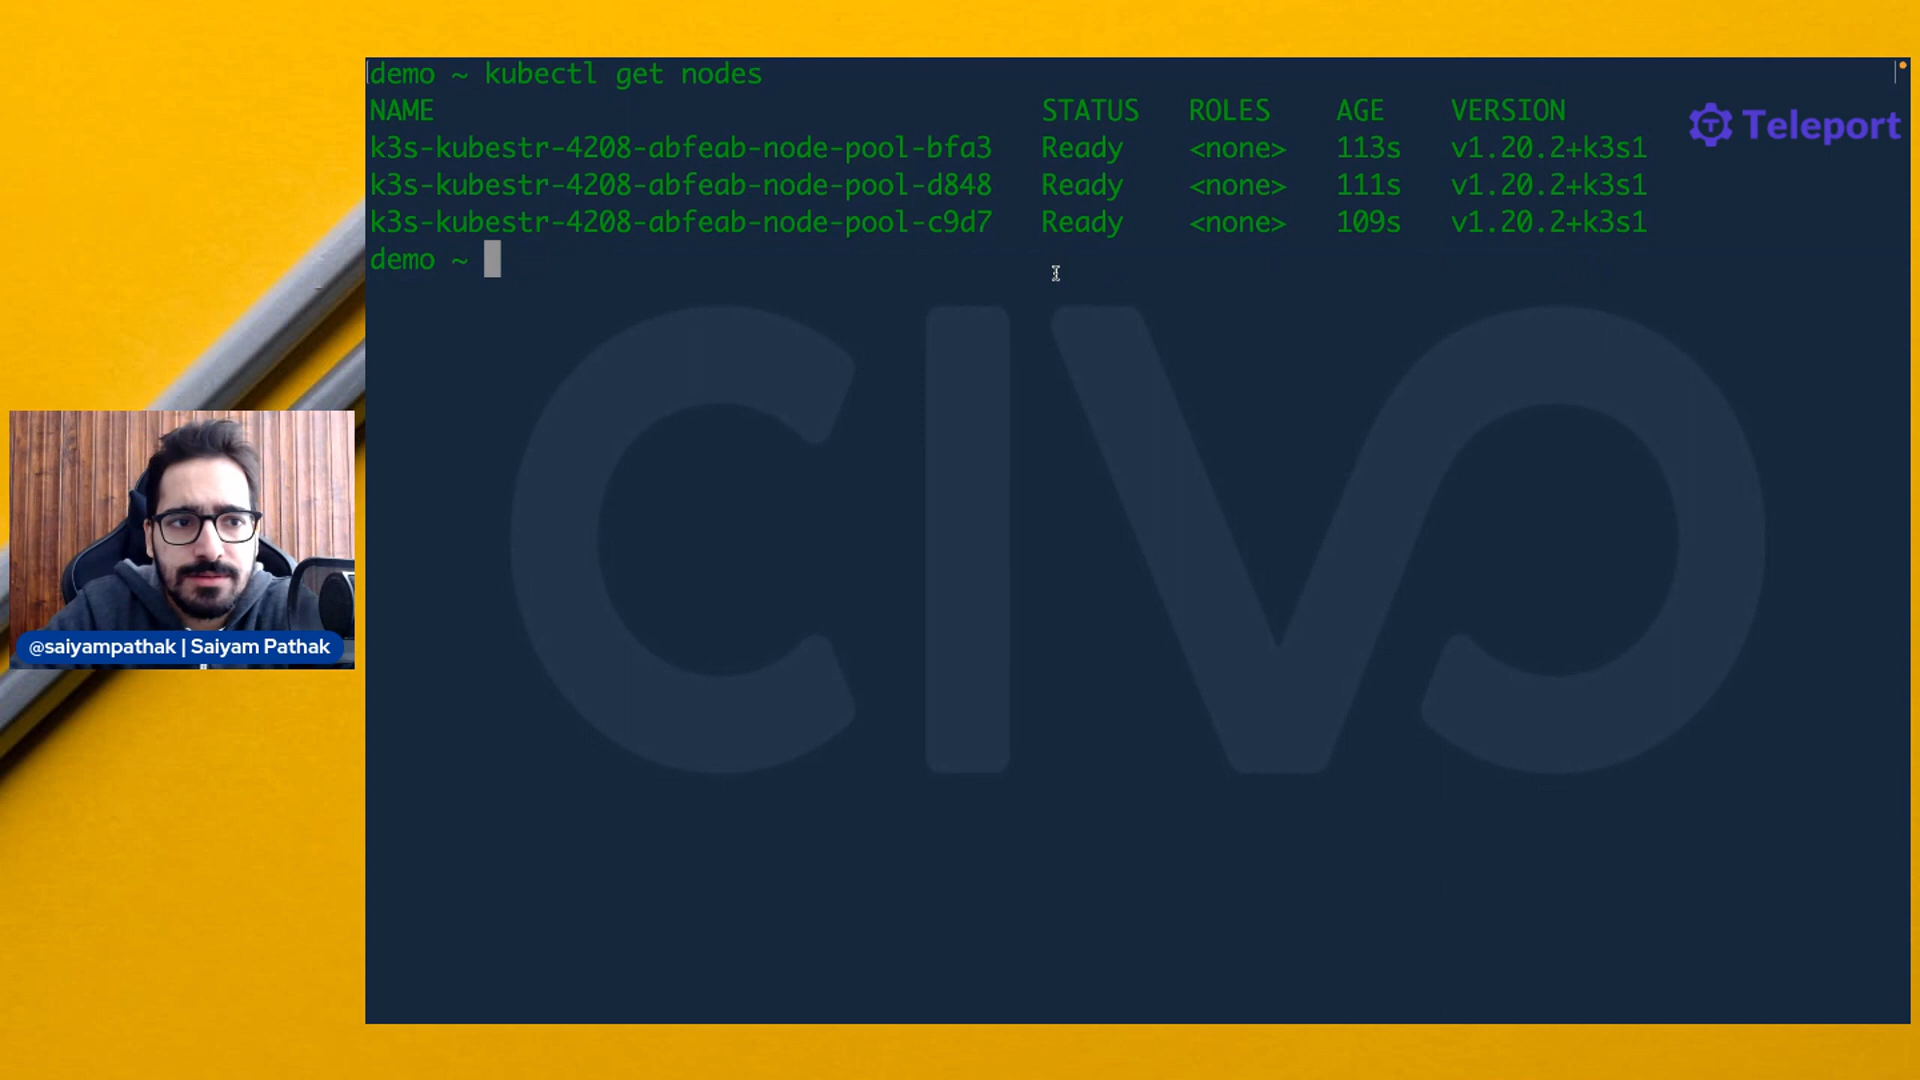 demo ~ kubectl get nodes
NAME STATUS ROLES AGE VERSION
k3s-kubestr-4208-abfeab-node-pool-bfa3 Ready <none> 113s v1.20.2+k3s1
k3s-kubestr-4208-abfeab-node-pool-d848 Ready <none> 111s v1.20.2+k3s1
k3s-kubestr-4208-abfeab-node-pool-c9d7 Ready <none> 109s v1.20.2+k3s1
demo ~
Teleport
CIVO
@saiyampathak | Saiyam Pathak